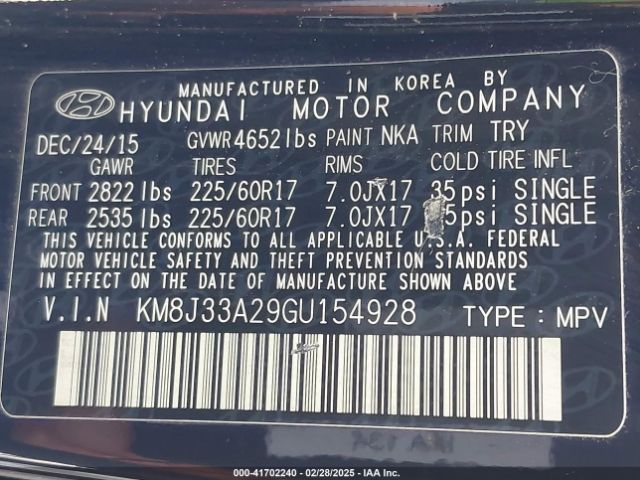 MANUFACTURED IN KOREA BY
HYUNDAI MOTOR COMPANY
DEC/24/15 GVWR 4652 lbs PAINT NKA TRIM TRY
GAWR TIRES RIMS COLD TIRE INFL
FRONT 2822 lbs 225/60R17 7.0JX17 35psi SINGLE
REAR 2535 lbs 225/60R17 7.0JX17 5psi SINGLE
THIS VEHICLE CONFORMS TO ALL APPLICABLE U.S.A. FEDERAL
MOTOR VEHICLE SAFETY AND THEFT PREVENTION STANDARDS
IN EFFECT ON THE DATE OF MANUFACTURE SHOWN ABOVE.
V.I.N KM8J33A29GU154928 TYPE : MPV
000-41702240 - 02/28/2025 - IAA Inc.